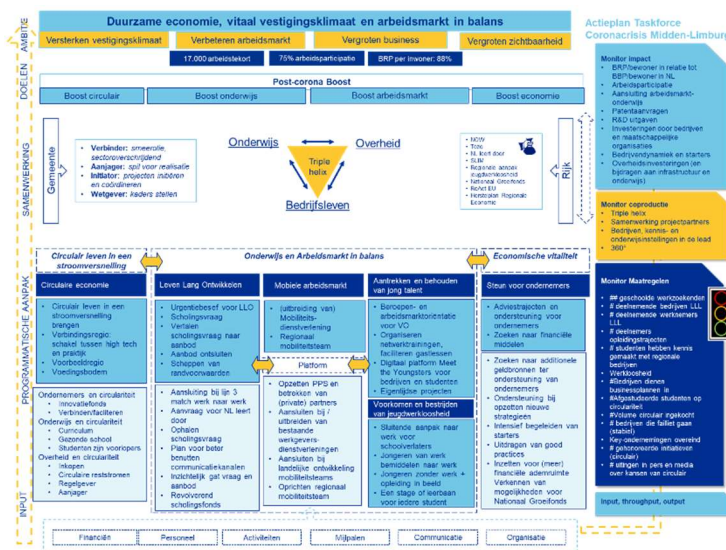 Duurzame economie, vitaal vestigingsklimaat en arbeidsmarkt in balans
Versterken vestigingsklimaat
Verbeteren arbeidsmarkt
Vergroten business
Vergroten zichtbaarheid
17.000 arbeidstekort
75% arbeidsparticipatie
BRP per inwoner: 88%
Post-corona Boost
Boost circulair
Boost onderwijs
Boost arbeidsmarkt
Boost economie
AMBITIE
DOELEN
SAMENWERKING
PROGRAMMATISCHE AANPAK
INPUT
Gemeente
Verbinder: smeerolie,
sectoroverschrijdend
Aanjager: spil voor realisatie
Initiator: projecten initiëren
en coördineren
Wetgever: kaders stellen
Onderwijs
Overheid
Triple
helix
Bedrijfsleven
NOW
NL leert door
SLIM
Regionale aanpak
jeugdwerkloosheid
Nationaal Groeifonds
ReAct EU
Herstelplan Regionale
Economie
Rijk
Circulair leven in een
stroomversnelling
Onderwijs en Arbeidsmarkt in balans
Economische vitaliteit
Circulaire economie
Circulair leven in een
stroomversnelling
brengen
Verbindingsregio:
schakel tussen high tech
en praktijk
Voorbeeldregio
Voedingsbodem
Ondernemers en circulariteit
Innovatiefonds
Verbinden/faciliteren
Onderwijs en circulariteit
Curriculum
Gezonde school
Studenten zijn voorlopers
Overheid en circulariteit
Inkopen
Circulaire reststromen
Regelgever
Aanjager
Leven Lang Ontwikkelen
Urgentiebesef voor LLO
Scholingsvraag
Vertalen
scholingsvraag naar
aanbod
Aanbod ontsluiten
Scheppen van
randvoorwaarden
Aansluiting bij lijn 3
match werk naar werk
Aanvraag voor NL leert
door
Ophalen
scholingsvraag
Plan voor beter
benutten
communicatiekanalen
Inzichtelijk gat vraag en
aanbod
Revolverend
scholingsfonds
Mobiele arbeidsmarkt
(uitbreiding van)
Mobiliteits-
dienstverlening
Regionaal
mobiliteitsteam
Platform
Opzetten PPS en
betrekken van
(private) partners
Aansluiten bij /
uitbreiden van
bestaande
werkgevers-
dienstverleningen
Aansluiten bij
landelijke ontwikkeling
mobiliteitsteams
Oprichten regionaal
mobiliteitsteam
Aantrekken en behouden
van jong talent
Beroepen- en
arbeidsmarktoriëntatie
voor VO
Organiseren
netwerktrainingen,
faciliteren gastlessen
Digitaal platform Meet
the Youngsters voor
bedrijven en studenten
Eigentijdse projecten
Voorkomen en bestrijden
van jeugdwerkloosheid
Sluitende aanpak
naar werk voor
schoolverlaters
Jongeren van werk
bemiddelen naar werk
Jongeren zonder werk +
opleiding in beeld
Een stage of leerbaan
voor iedere student
Steun voor ondernemers
Adviestrajecten en
ondersteuning voor
ondernemers
Zoeken naar financiële
middelen
Zoeken naar additionele
geldbronnen ter
ondersteuning van
ondernemers
Ondersteuning bij
opzetten nieuwe
strategieën
Intensief begeleiden van
starters
Uitdragen van good
practices
Inzetten voor (meer)
financiële ademruimte
Verkennen van
mogelijkheden voor
Nationaal Groeifonds
Financiën
Personeel
Activiteiten
Mijlpalen
Communicatie
Organisatie
Actieplan Taskforce
Coronacrisis Midden-Limburg
Monitor impact
BRP/bewoner in relatie tot
BBP/bewoner in NL
Arbeidsparticipatie
Aansluiting arbeidsmarkt-
onderwijs
Patentaanvragen
R&D uitgaven
Investeringen door bedrijven
en maatschappelijke
organisaties
Bedrijvendynamiek en starters
Overheidsinvesteringen (en
bijdragen aan infrastructuur en
onderwijs)
Monitor coproductie
Triple helix
Samenwerking projectpartners
Bedrijven, kennis- en
onderwijsinstellingen in de lead
360°
Monitor Maatregelen
## geschoolde werkzoekenden
# deelnemende bedrijven LLL
# deelnemende werknemers
LLL
# deelnemers
opleidingstrajecten
# studenten hebben kennis
gemaakt met regionale
bedrijven
Werkloosheid
#Bedrijven dienen
businessplannen in
#Afgestudeerde studenten op
circulariteit
#Volume circulair ingekocht
# bedrijven die failliet gaan
(stabiel)
Key-ondernemingen overeind
# gehonoreerde initiatieven
(circulair)
# uitingen in pers en media
over kansen van circulair
Input, throughput, output